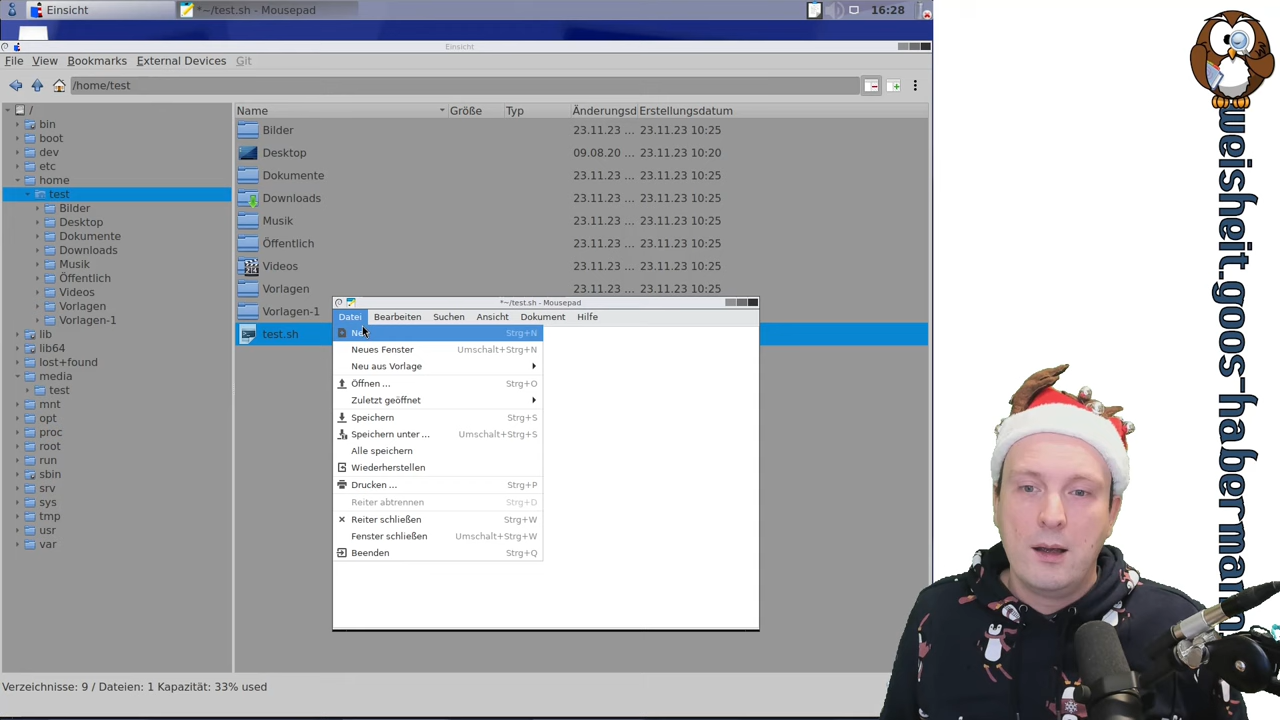 Einsicht
*~/test.sh - Mousepad
16:28
Einsicht
File View Bookmarks External Devices Git
/home/test
/
bin
boot
dev
etc
home
test
Bilder
Desktop
Dokumente
Downloads
Musik
Öffentlich
Videos
Vorlagen
Vorlagen-1
lib
lib64
lost+found
media
test
mnt
opt
proc
root
run
sbin
srv
sys
tmp
usr
var
Name Größe Typ Änderungsd Erstellungsdatum
Bilder 23.11.23 ... 23.11.23 10:25
Desktop 09.08.20 ... 23.11.23 10:20
Dokumente 23.11.23 ... 23.11.23 10:25
Downloads 23.11.23 ... 23.11.23 10:25
Musik 23.11.23 ... 23.11.23 10:25
Öffentlich 23.11.23 ... 23.11.23 10:25
Videos 23.11.23 ... 23.11.23 10:25
Vorlagen 23.11.23 ... 23.11.23 10:25
Vorlagen-1
test.sh
*~/test.sh - Mousepad
Datei Bearbeiten Suchen Ansicht Dokument Hilfe
Strg+N
Neues Fenster Umschalt+Strg+N
Neu aus Vorlage
Öffnen ... Strg+O
Zuletzt geöffnet
Speichern Strg+S
Speichern unter ... Umschalt+Strg+S
Alle speichern
Wiederherstellen
Drucken ... Strg+P
Reiter abtrennen Strg+D
Reiter schließen Strg+W
Fenster schließen Umschalt+Strg+W
Beenden Strg+Q
Verzeichnisse: 9 / Dateien: 1 Kapazität: 33% used
weisheit.goos-habermann